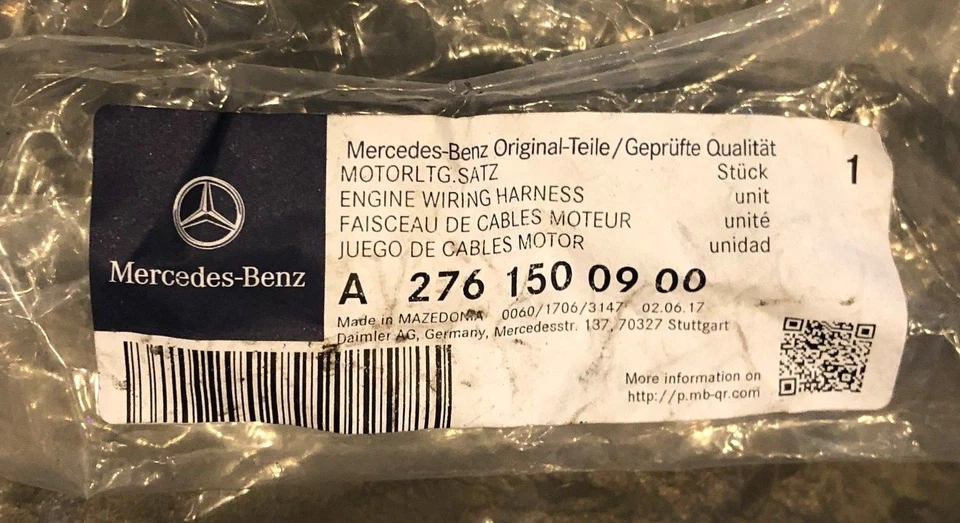 Mercedes-Benz
Mercedes-Benz Original-Teile/Geprüfte Qualität
MOTORLTG.SATZ Stück 1
ENGINE WIRING HARNESS unit
FAISCEAU DE CABLES MOTEUR unité
JUEGO DE CABLES MOTOR unidad
A 276 150 09 00
Made in MAZEDONIA 0060/1706/3147 02.06.17
Daimler AG, Germany, Mercedesstr. 137, 70327 Stuttgart
More information on
http://p.mb-qr.com